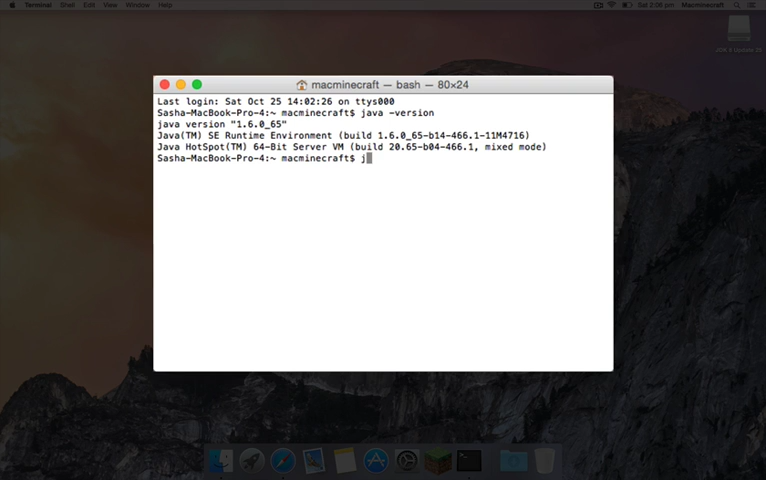 Terminal Shell Edit View Window Help Sat 2:06 pm Macminecraft
macminecraft — bash — 80×24
Last login: Sat Oct 25 14:02:26 on ttys000
Sasha-MacBook-Pro-4:~ macminecraft$ java -version
java version "1.6.0_65"
Java(TM) SE Runtime Environment (build 1.6.0_65-b14-466.1-11M4716)
Java HotSpot(TM) 64-Bit Server VM (build 20.65-b04-466.1, mixed mode)
Sasha-MacBook-Pro-4:~ macminecraft$ j